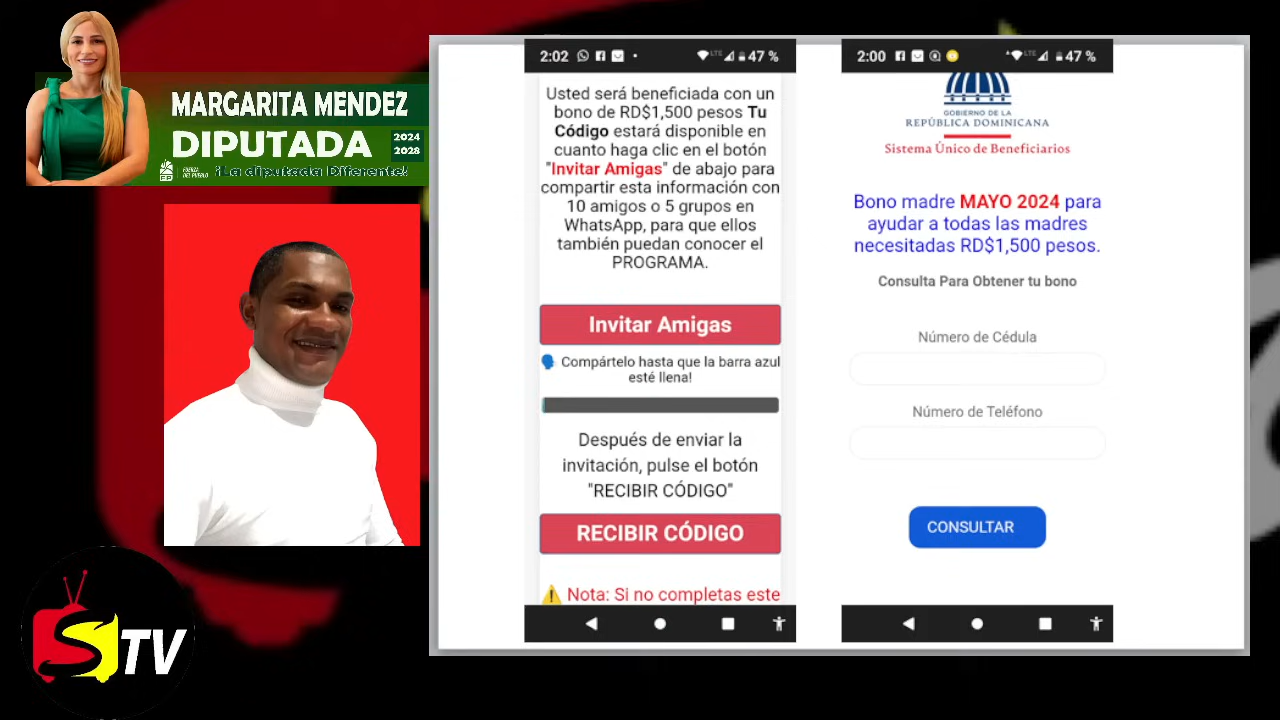 MARGARITA MENDEZ
DIPUTADA
2024
2028
FP
FUERZA
DEL PUEBLO
¡La diputada Diferente!
STV
2:02
LTE
47 %
Usted será beneficiada con un
bono de RD$1,500 pesos Tu
Código estará disponible en
cuanto haga clic en el botón
"Invitar Amigas" de abajo para
compartir esta información con
10 amigos o 5 grupos en
WhatsApp, para que ellos
también puedan conocer el
PROGRAMA.
Invitar Amigas
Compártelo hasta que la barra azul
esté llena!
Después de enviar la
invitación, pulse el botón
"RECIBIR CÓDIGO"
RECIBIR CÓDIGO
Nota: Si no completas este
2:00
LTE
47 %
GOBIERNO DE LA
REPÚBLICA DOMINICANA
Sistema Único de Beneficiarios
Bono madre MAYO 2024 para
ayudar a todas las madres
necesitadas RD$1,500 pesos.
Consulta Para Obtener tu bono
Número de Cédula
Número de Teléfono
CONSULTAR